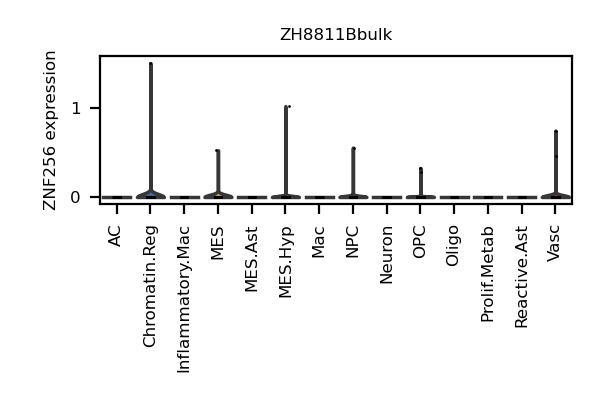 ZH8811Bbulk
ZNF256 expression
1
0
AC
Chromatin.Reg
Inflammatory.Mac
MES
MES.Ast
MES.Hyp
Mac
NPC
Neuron
OPC
Oligo
Prolif.Metab
Reactive.Ast
Vasc